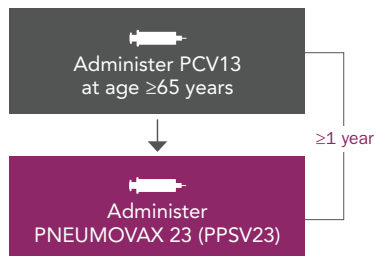 Administer PCV13
at age ≥65 years
≥1 year
Administer
PNEUMOVAX 23 (PPSV23)